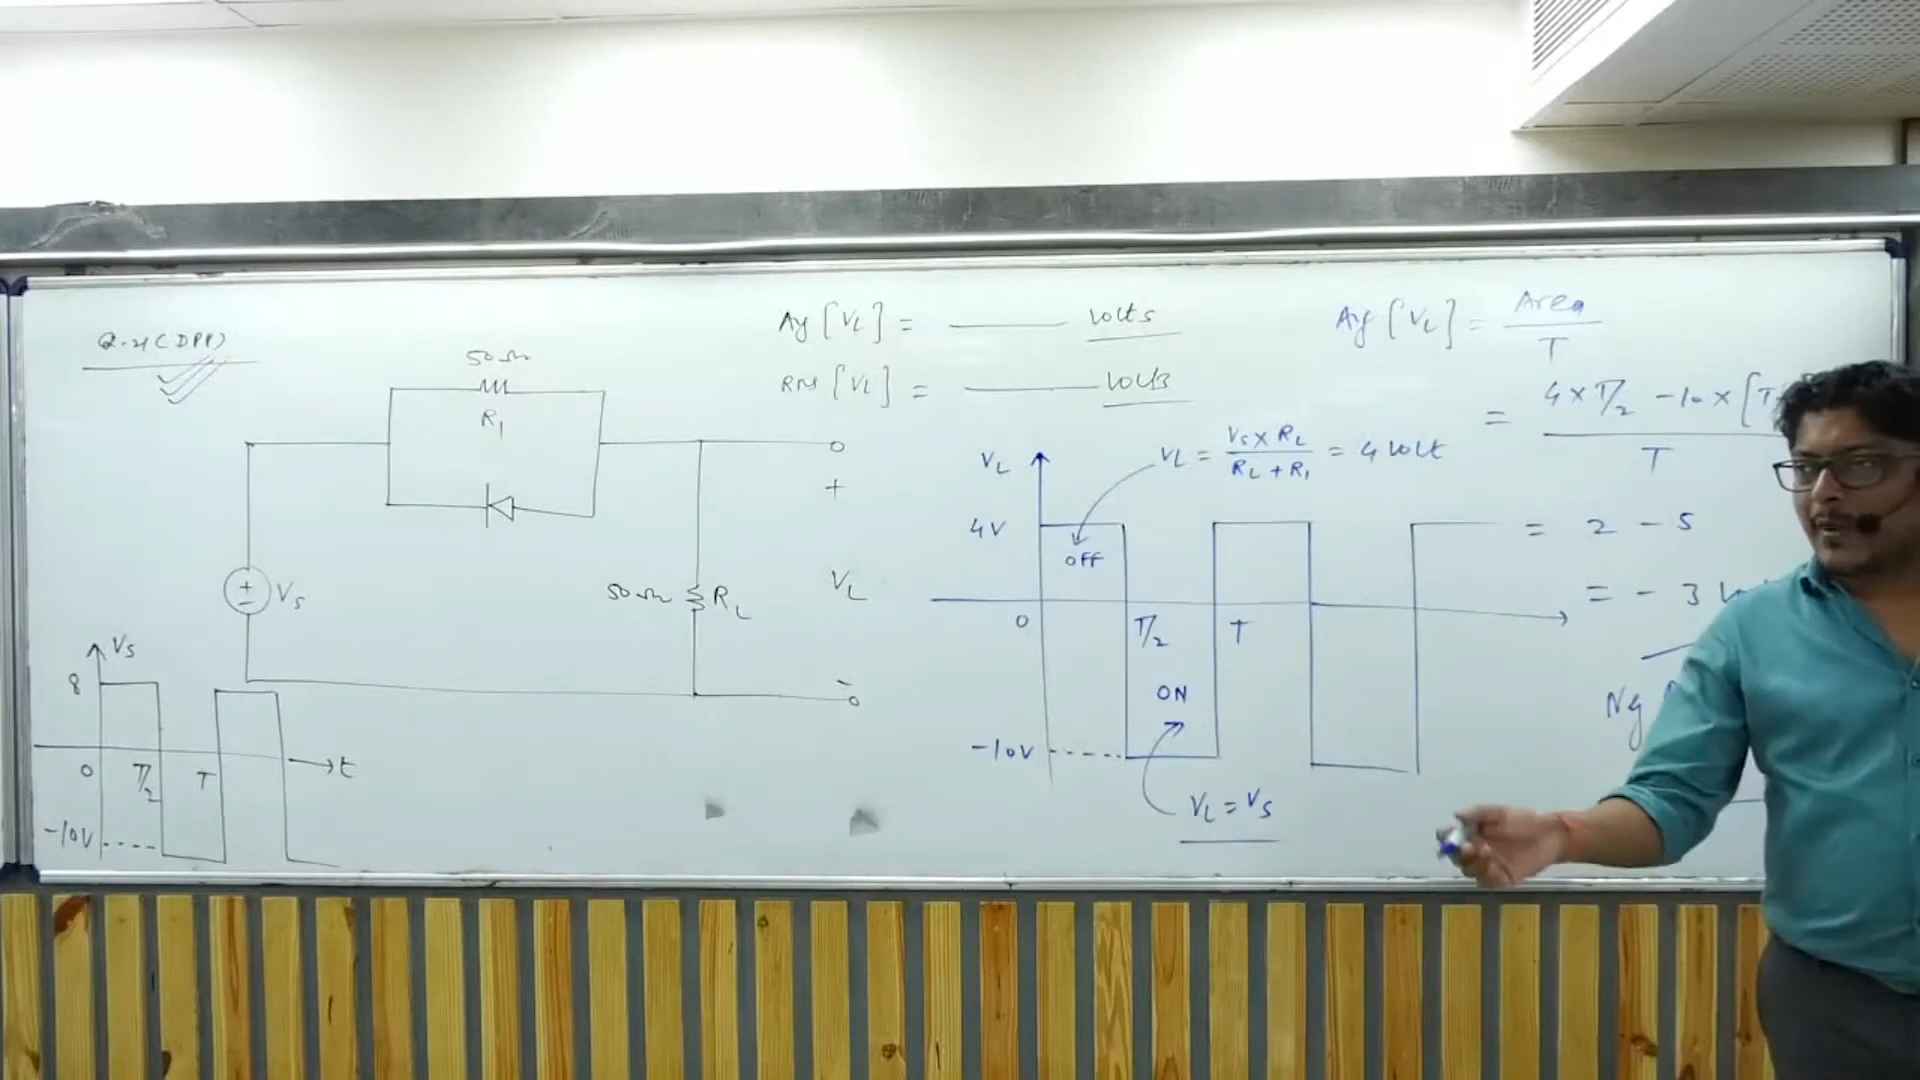 Q.21 (DPP)
50Ω
R1
+
-
VS
50Ω
RL
+
VL
-
VS
8
0
T/2
T
t
-10V
Avg [VL] = ______ Volts
RMS [VL] = ______ Volts
VL
VL = VS × RL / RL + R1 = 4 Volt
4V
OFF
0
T/2
T
ON
-10V
VL = VS
Avg [VL] = Area / T
= 4 × T/2 - 10 × [T / T
= 2 - 5
= - 3